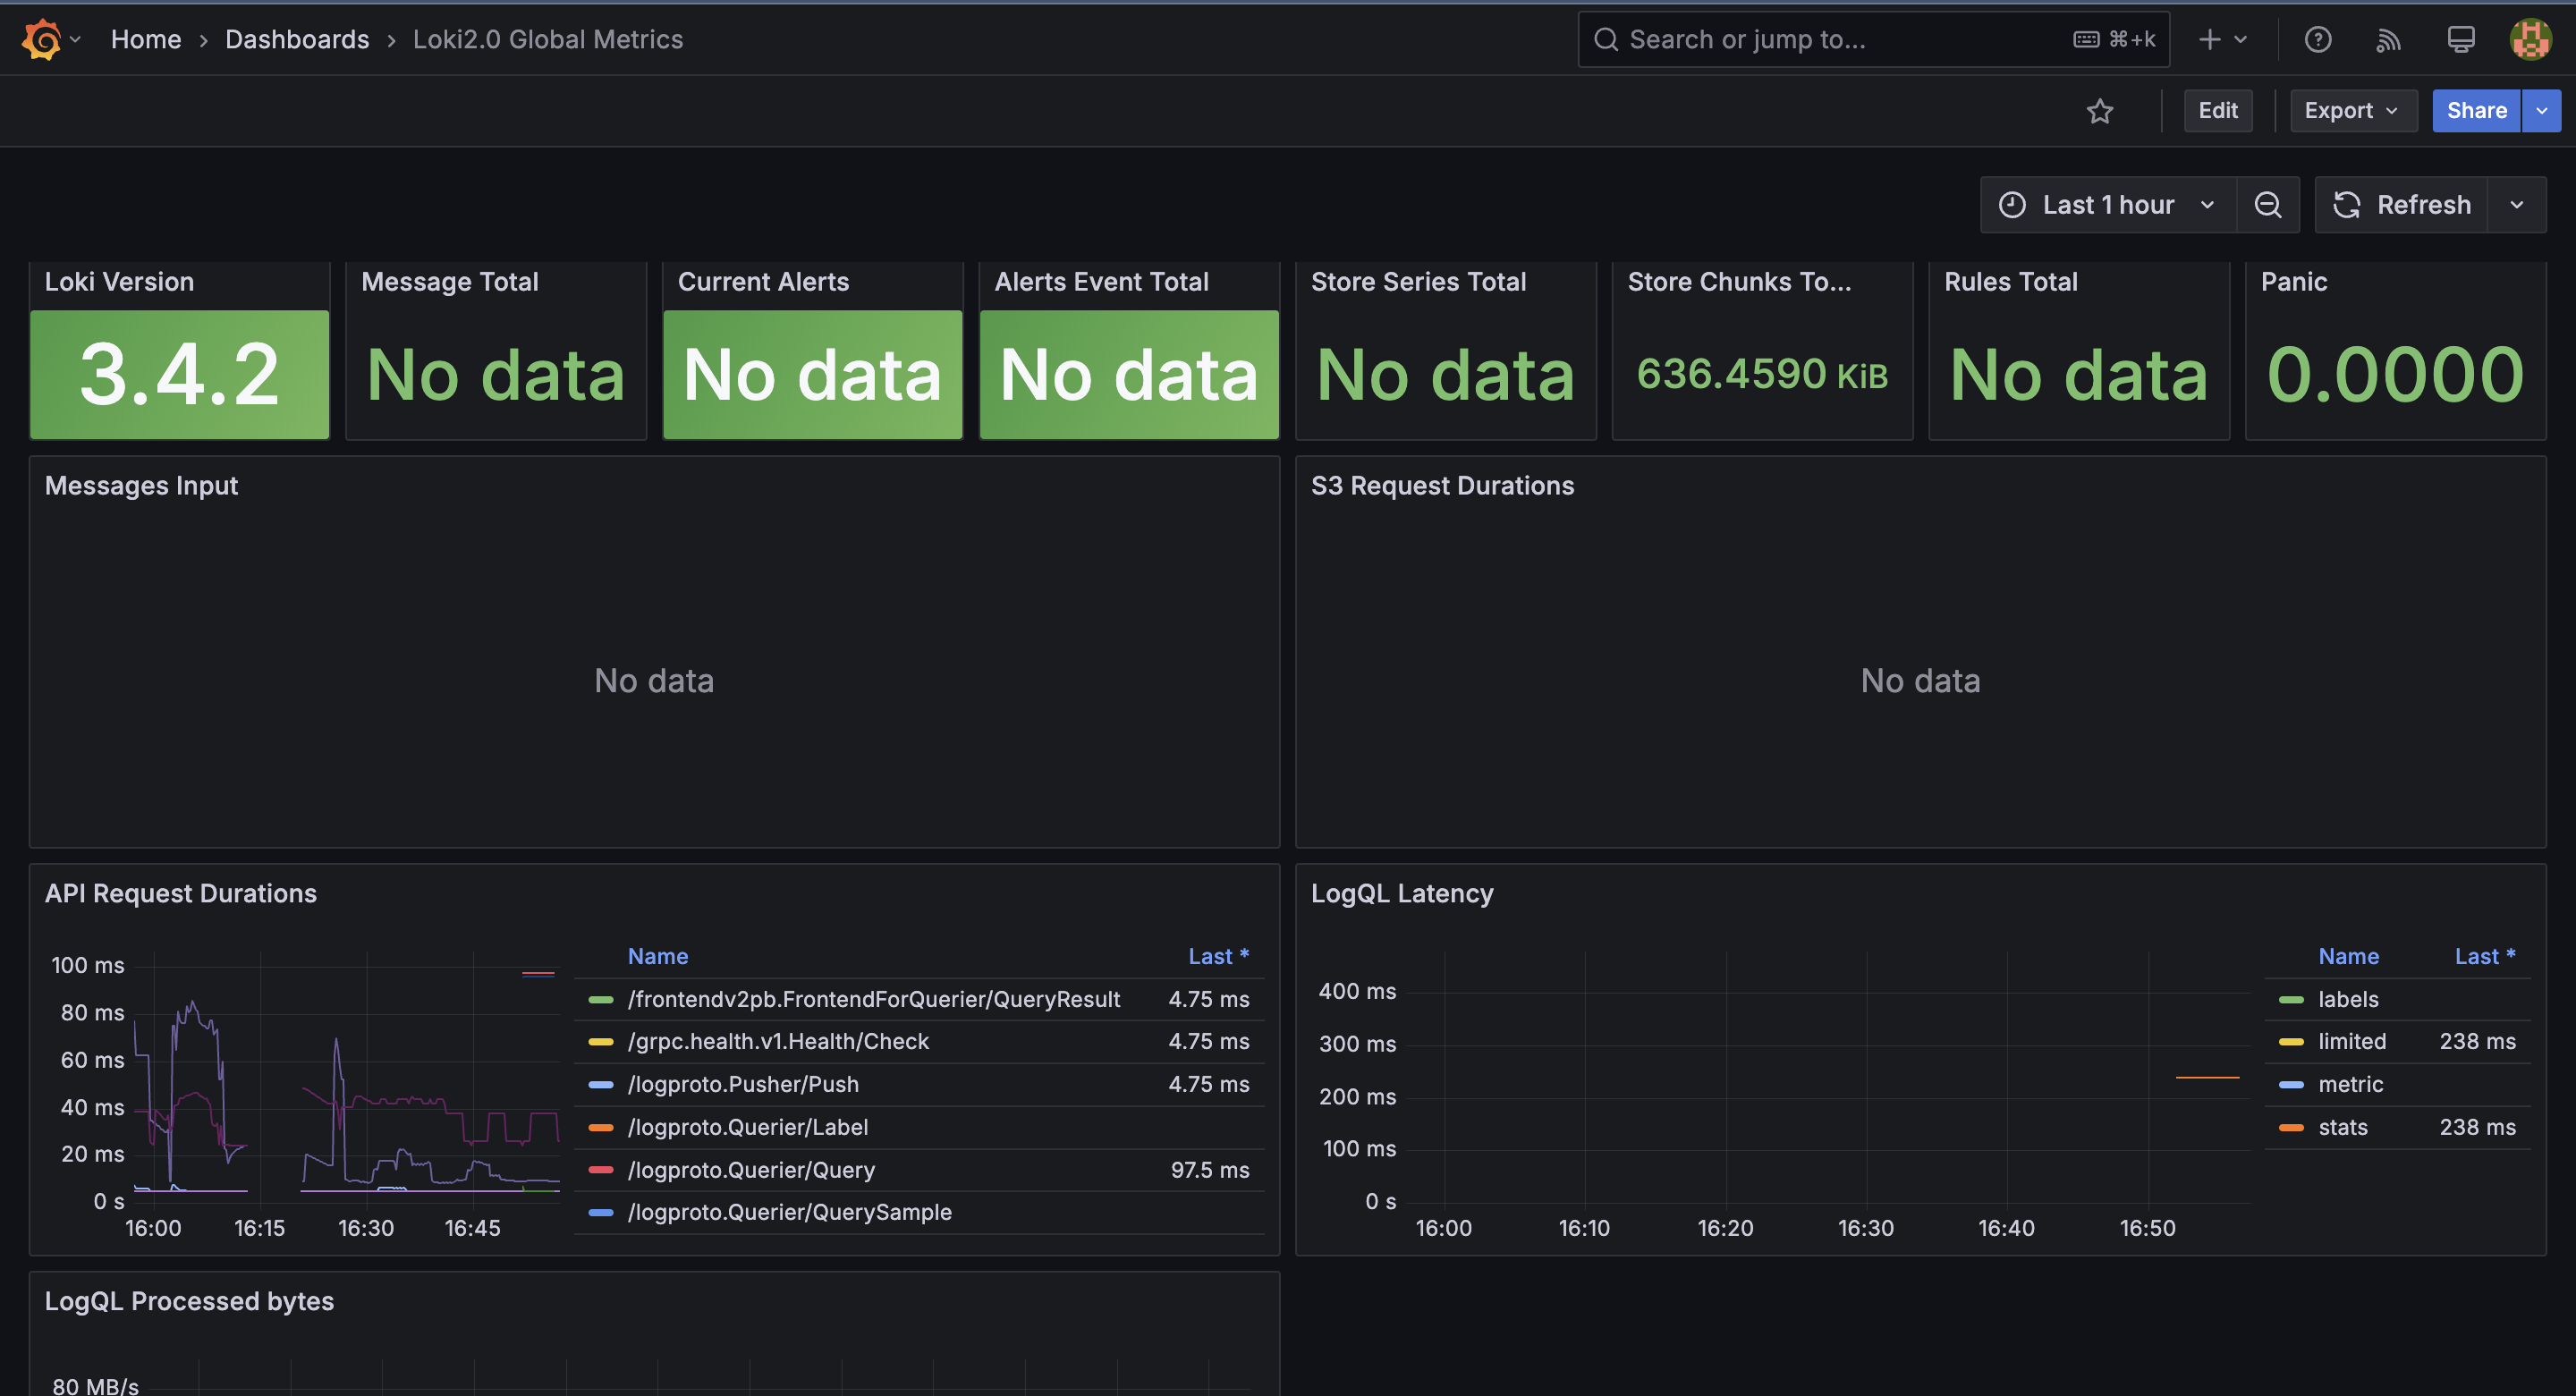 Home › Dashboards › Loki2.0 Global Metrics
Search or jump to...
⌘+k
Edit
Export
Share
Last 1 hour
Refresh
Loki Version
3.4.2
Message Total
No data
Current Alerts
No data
Alerts Event Total
No data
Store Series Total
No data
Store Chunks To...
636.4590 KiB
Rules Total
No data
Panic
0.0000
Messages Input
No data
S3 Request Durations
No data
API Request Durations
100 ms
80 ms
60 ms
40 ms
20 ms
0 s
16:00 16:15 16:30 16:45
Name Last *
/frontendv2pb.FrontendForQuerier/QueryResult 4.75 ms
/grpc.health.v1.Health/Check 4.75 ms
/logproto.Pusher/Push 4.75 ms
/logproto.Querier/Label
/logproto.Querier/Query 97.5 ms
/logproto.Querier/QuerySample
LogQL Latency
400 ms
300 ms
200 ms
100 ms
0 s
16:00 16:10 16:20 16:30 16:40 16:50
Name Last *
labels
limited 238 ms
metric
stats 238 ms
LogQL Processed bytes
80 MB/s